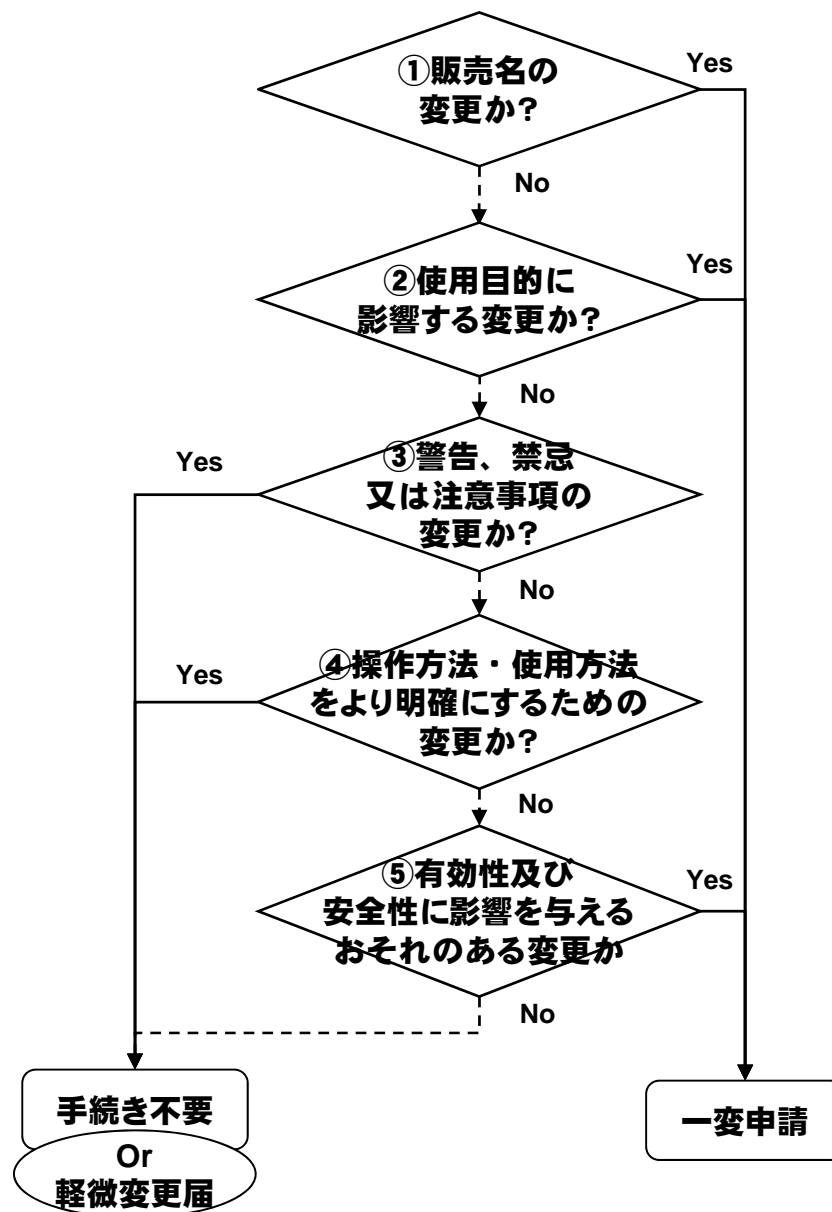 ①販売名の
変更か？
Yes
No
②使用目的に
影響する変更か？
Yes
No
③警告、禁忌
又は注意事項の
変更か？
Yes
No
④操作方法・使用方法
をより明確にするための
変更か？
Yes
No
⑤有効性及び
安全性に影響を与える
おそれのある変更か
Yes
No
手続き不要
Or
軽微変更届
一変申請